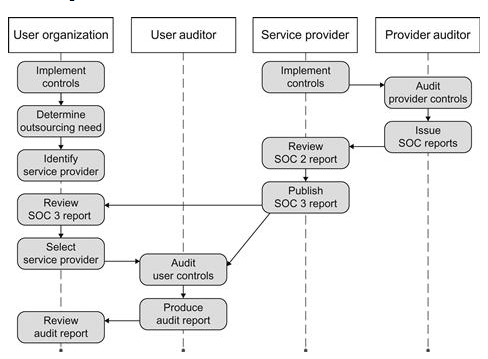 User organization
User auditor
Service provider
Provider auditor
Implement
controls
Implement
controls
Audit
provider controls
Determine
outsourcing need
Issue
SOC reports
Identify
service provider
Review
SOC 2 report
Review
SOC 3 report
Publish
SOC 3 report
Select
service provider
Audit
user controls
Produce
audit report
Review
audit report